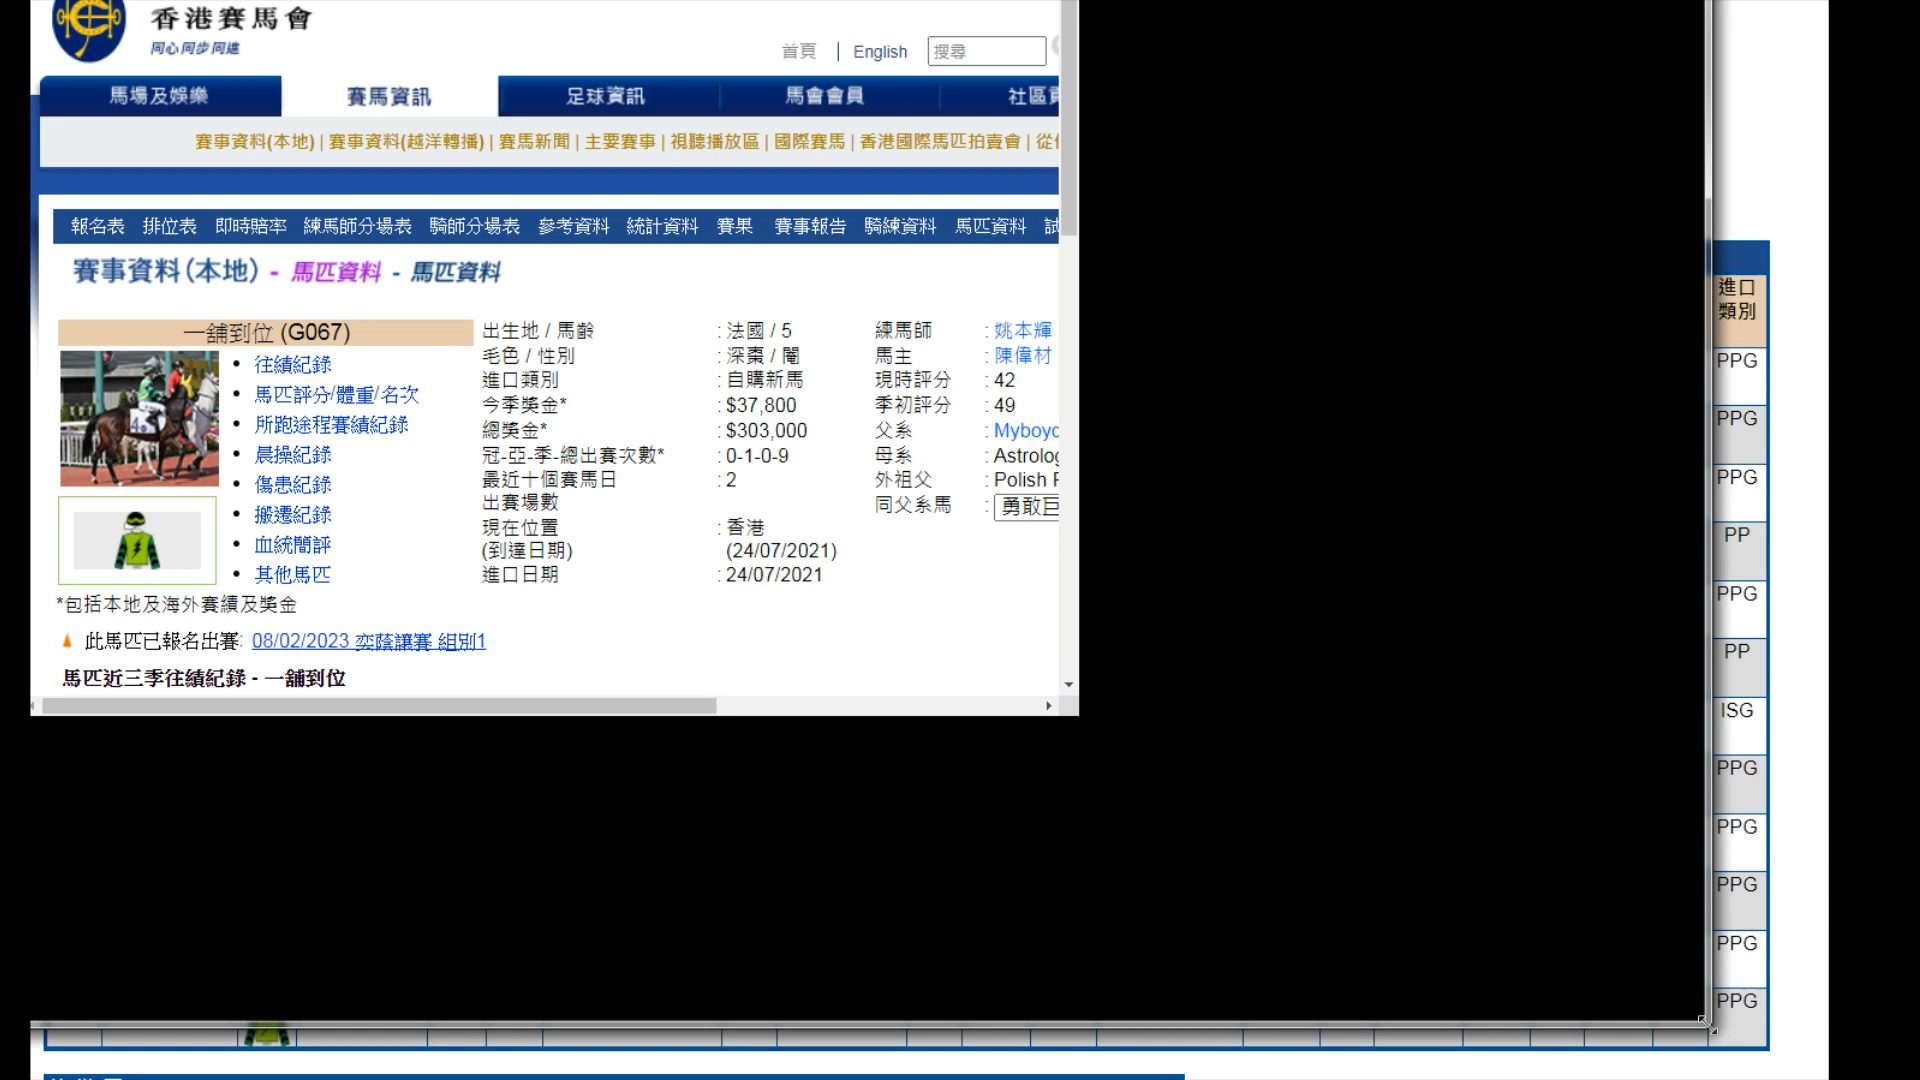 香港賽馬會
同心同步同進
首頁 | English 搜尋
馬場及娛樂 賽馬資訊 足球資訊 馬會會員 社區
賽事資料(本地) | 賽事資料(越洋轉播) | 賽馬新聞 | 主要賽事 | 視聽播放區 | 國際賽馬 | 香港國際馬匹拍賣會 | 從
報名表 排位表 即時賠率 練馬師分場表 騎師分場表 參考資料 統計資料 賽果 賽事報告 騎練資料 馬匹資料 試
賽事資料(本地) - 馬匹資料 - 馬匹資料
一舖到位 (G067)
往績紀錄
馬匹評分/體重/名次
所跑途程賽績紀錄
晨操紀錄
傷患紀錄
搬遷紀錄
血統簡評
其他馬匹
出生地 / 馬齡 : 法國 / 5
毛色 / 性別 : 深棗 / 閹
進口類別 : 自購新馬
今季獎金* : $37,800
總獎金* : $303,000
冠-亞-季-總出賽次數* : 0-1-0-9
最近十個賽馬日 : 2
出賽場數
現在位置 : 香港
(到達日期) (24/07/2021)
進口日期 : 24/07/2021
練馬師 : 姚本輝
馬主 : 陳偉材
現時評分 : 42
季初評分 : 49
父系 : Myboyc
母系 : Astrolog
外祖父 : Polish
同父系馬 : 勇敢巨
*包括本地及海外賽績及獎金
此馬匹已報名出賽: 08/02/2023 奕蔭讓賽 組別1
馬匹近三季往績紀錄 - 一舖到位
進口
類別
PPG
PPG
PPG
PP
PPG
PP
ISG
PPG
PPG
PPG
PPG
PPG